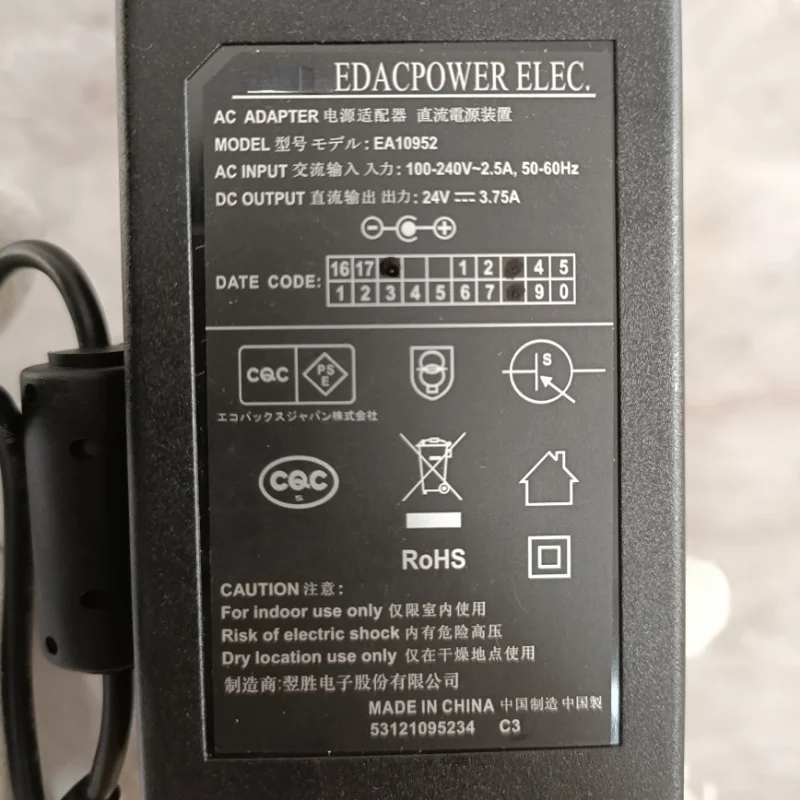 EDACPOWER ELEC.
AC ADAPTER 电源适配器 直流電源装置
MODEL 型号 モデル: EA10952
AC INPUT 交流输入 入力: 100-240V~2.5A, 50-60Hz
DC OUTPUT 直流输出 出力: 24V ⎓ 3.75A
DATE CODE:
16 17 1 2 4 5
1 2 3 4 5 6 7 9 0
CQC PSE S
エコバックスジャパン株式会社
CQC
S
RoHS
CAUTION 注意:
For indoor use only 仅限室内使用
Risk of electric shock 内有危险高压
Dry location use only 仅在干燥地点使用
制造商:翌胜电子股份有限公司
MADE IN CHINA 中国制造 中国製
53121095234 C3